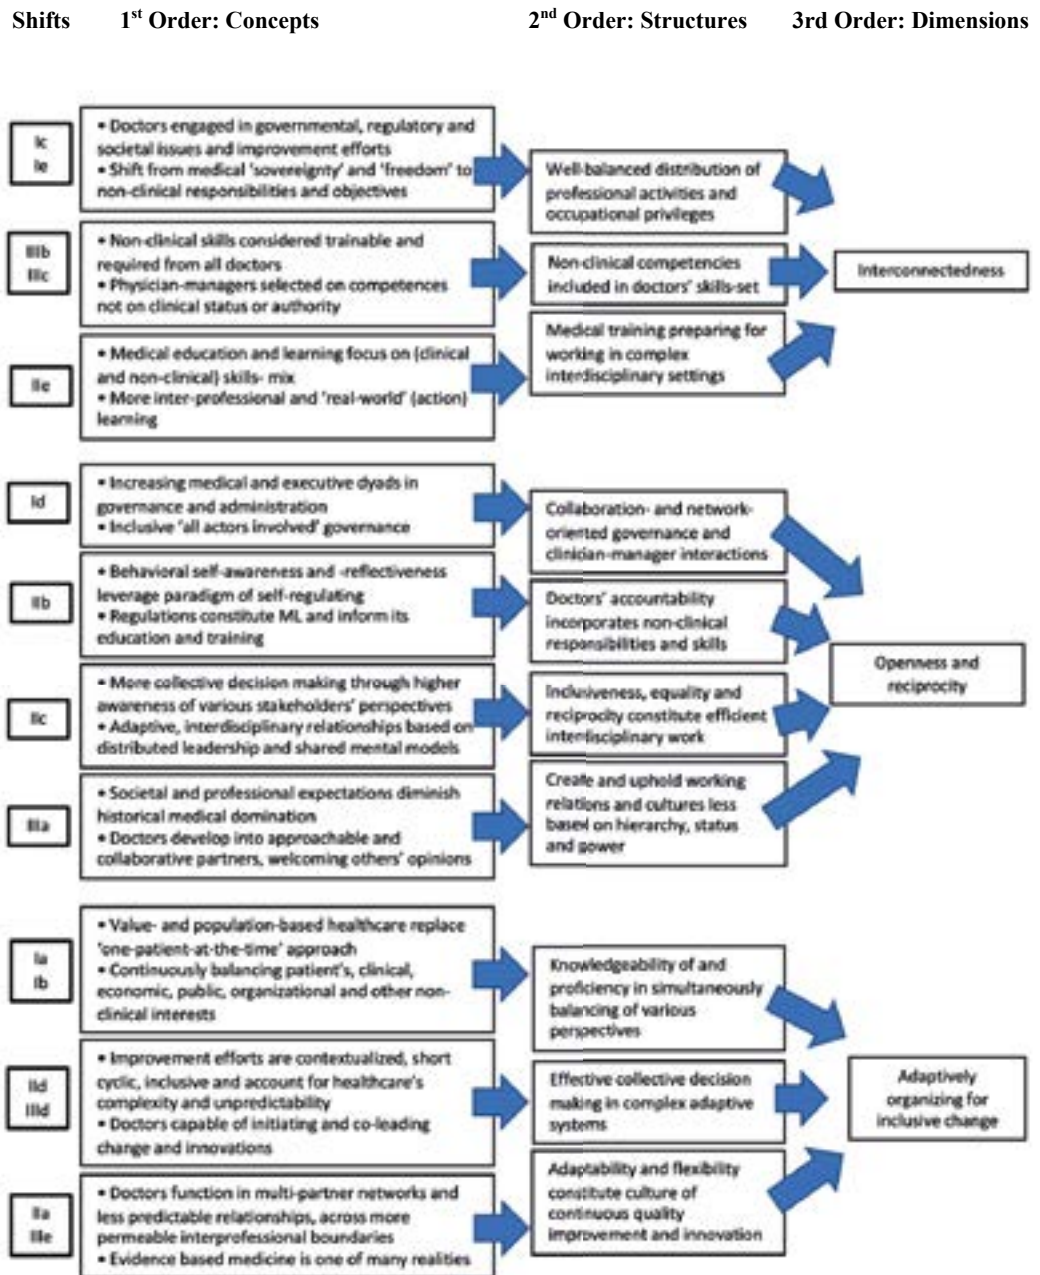 Shifts 1st Order: Concepts 2nd Order: Structures 3rd Order: Dimensions
Ic
Ie
• Doctors engaged in governmental, regulatory and
societal issues and improvement efforts
• Shift from medical 'sovereignty' and 'freedom' to
non-clinical responsibilities and objectives
Well-balanced distribution of
professional activities and
occupational privileges
IIIb
IIIc
• Non-clinical skills considered trainable and
required from all doctors
• Physician-managers selected on competences
not on clinical status or authority
Non-clinical competencies
included in doctors' skills-set
Interconnectedness
IIe
• Medical education and learning focus on (clinical
and non-clinical) skills- mix
• More inter-professional and 'real-world' (action)
learning
Medical training preparing for
working in complex
interdisciplinary settings
Id
• Increasing medical and executive dyads in
governance and administration
• Inclusive 'all actors involved' governance
Collaboration- and network-
oriented governance and
clinician-manager interactions
IIb
• Behavioral self-awareness and -reflectiveness
leverage paradigm of self-regulating
• Regulations constitute ML and inform its
education and training
Doctors' accountability
incorporates non-clinical
responsibilities and skills
Openness and
reciprocity
IIc
• More collective decision making through higher
awareness of various stakeholders' perspectives
• Adaptive, interdisciplinary relationships based on
distributed leadership and shared mental models
Inclusiveness, equality and
reciprocity constitute efficient
interdisciplinary work
IIIa
• Societal and professional expectations diminish
historical medical domination
• Doctors develop into approachable and
collaborative partners, welcoming others' opinions
Create and uphold working
relations and cultures less
based on hierarchy, status
and power
Ia
Ib
• Value- and population-based healthcare replace
'one-patient-at-the-time' approach
• Continuously balancing patient's, clinical,
economic, public, organizational and other non-
clinical interests
Knowledgeability of and
proficiency in simultaneously
balancing of various
perspectives
IId
IIId
• Improvement efforts are contextualized, short
cyclic, inclusive and account for healthcare's
complexity and unpredictability
• Doctors capable of initiating and co-leading
change and innovations
Effective collective decision
making in complex adaptive
systems
Adaptively
organizing for
inclusive change
IIa
IIIe
• Doctors function in multi-partner networks and
less predictable relationships, across more
permeable interprofessional boundaries
• Evidence based medicine is one of many realities
Adaptability and flexibility
constitute culture of
continuous quality
improvement and innovation